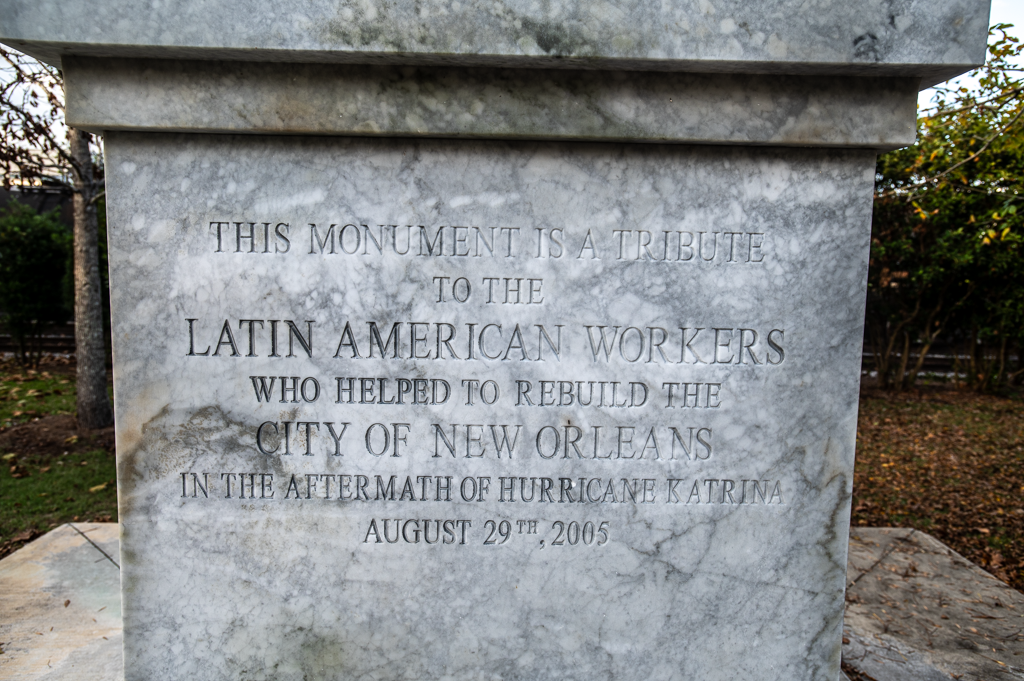 THIS MONUMENT IS A TRIBUTE
TO THE
LATIN AMERICAN WORKERS
WHO HELPED TO REBUILD THE
CITY OF NEW ORLEANS
IN THE AFTERMATH OF HURRICANE KATRINA
AUGUST 29TH, 2005